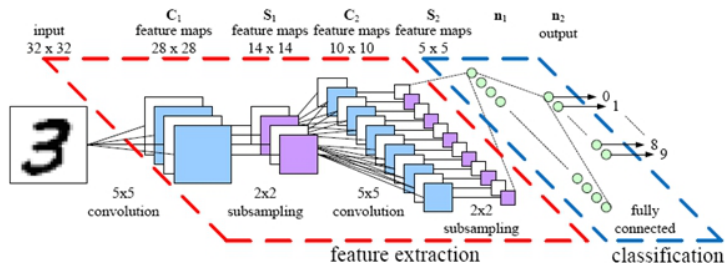 input
32 x 32
C₁
feature maps
28 x 28
S₁
feature maps
14 x 14
C₂
feature maps
10 x 10
S₂
feature maps
5 x 5
n₁
n₂
output
3
0
1
8
9
5x5
convolution
2x2
subsampling
5x5
convolution
2x2
subsampling
fully
connected
feature extraction
classification